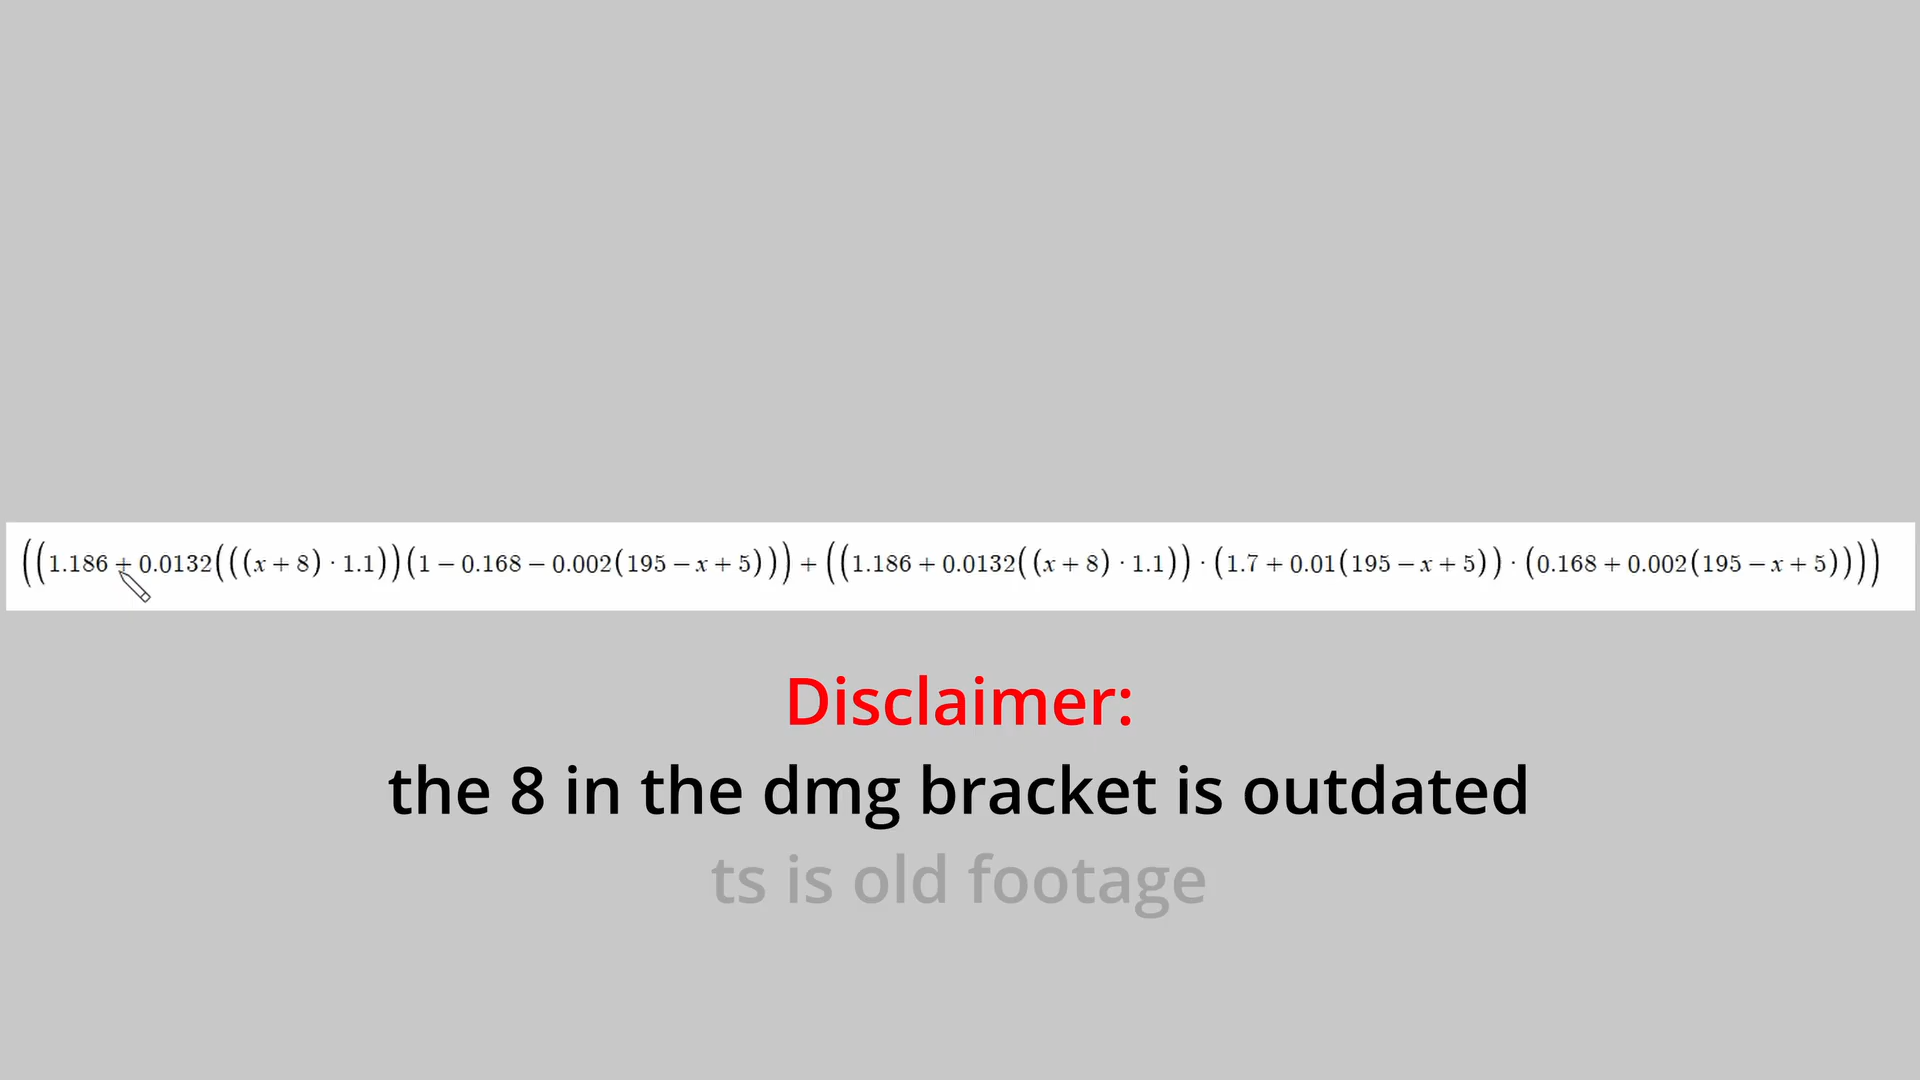 ((1.186 + 0.0132(((x + 8) · 1.1))(1 − 0.168 − 0.002(195 − x + 5))) + ((1.186 + 0.0132((x + 8) · 1.1)) · (1.7 + 0.01(195 − x + 5)) · (0.168 + 0.002(195 − x + 5))))
Disclaimer:
the 8 in the dmg bracket is outdated
ts is old footage